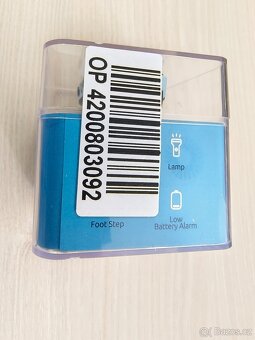 OP 4200803092
Lamp
Foot Step
Low
Battery Alarm
Bazos.cz